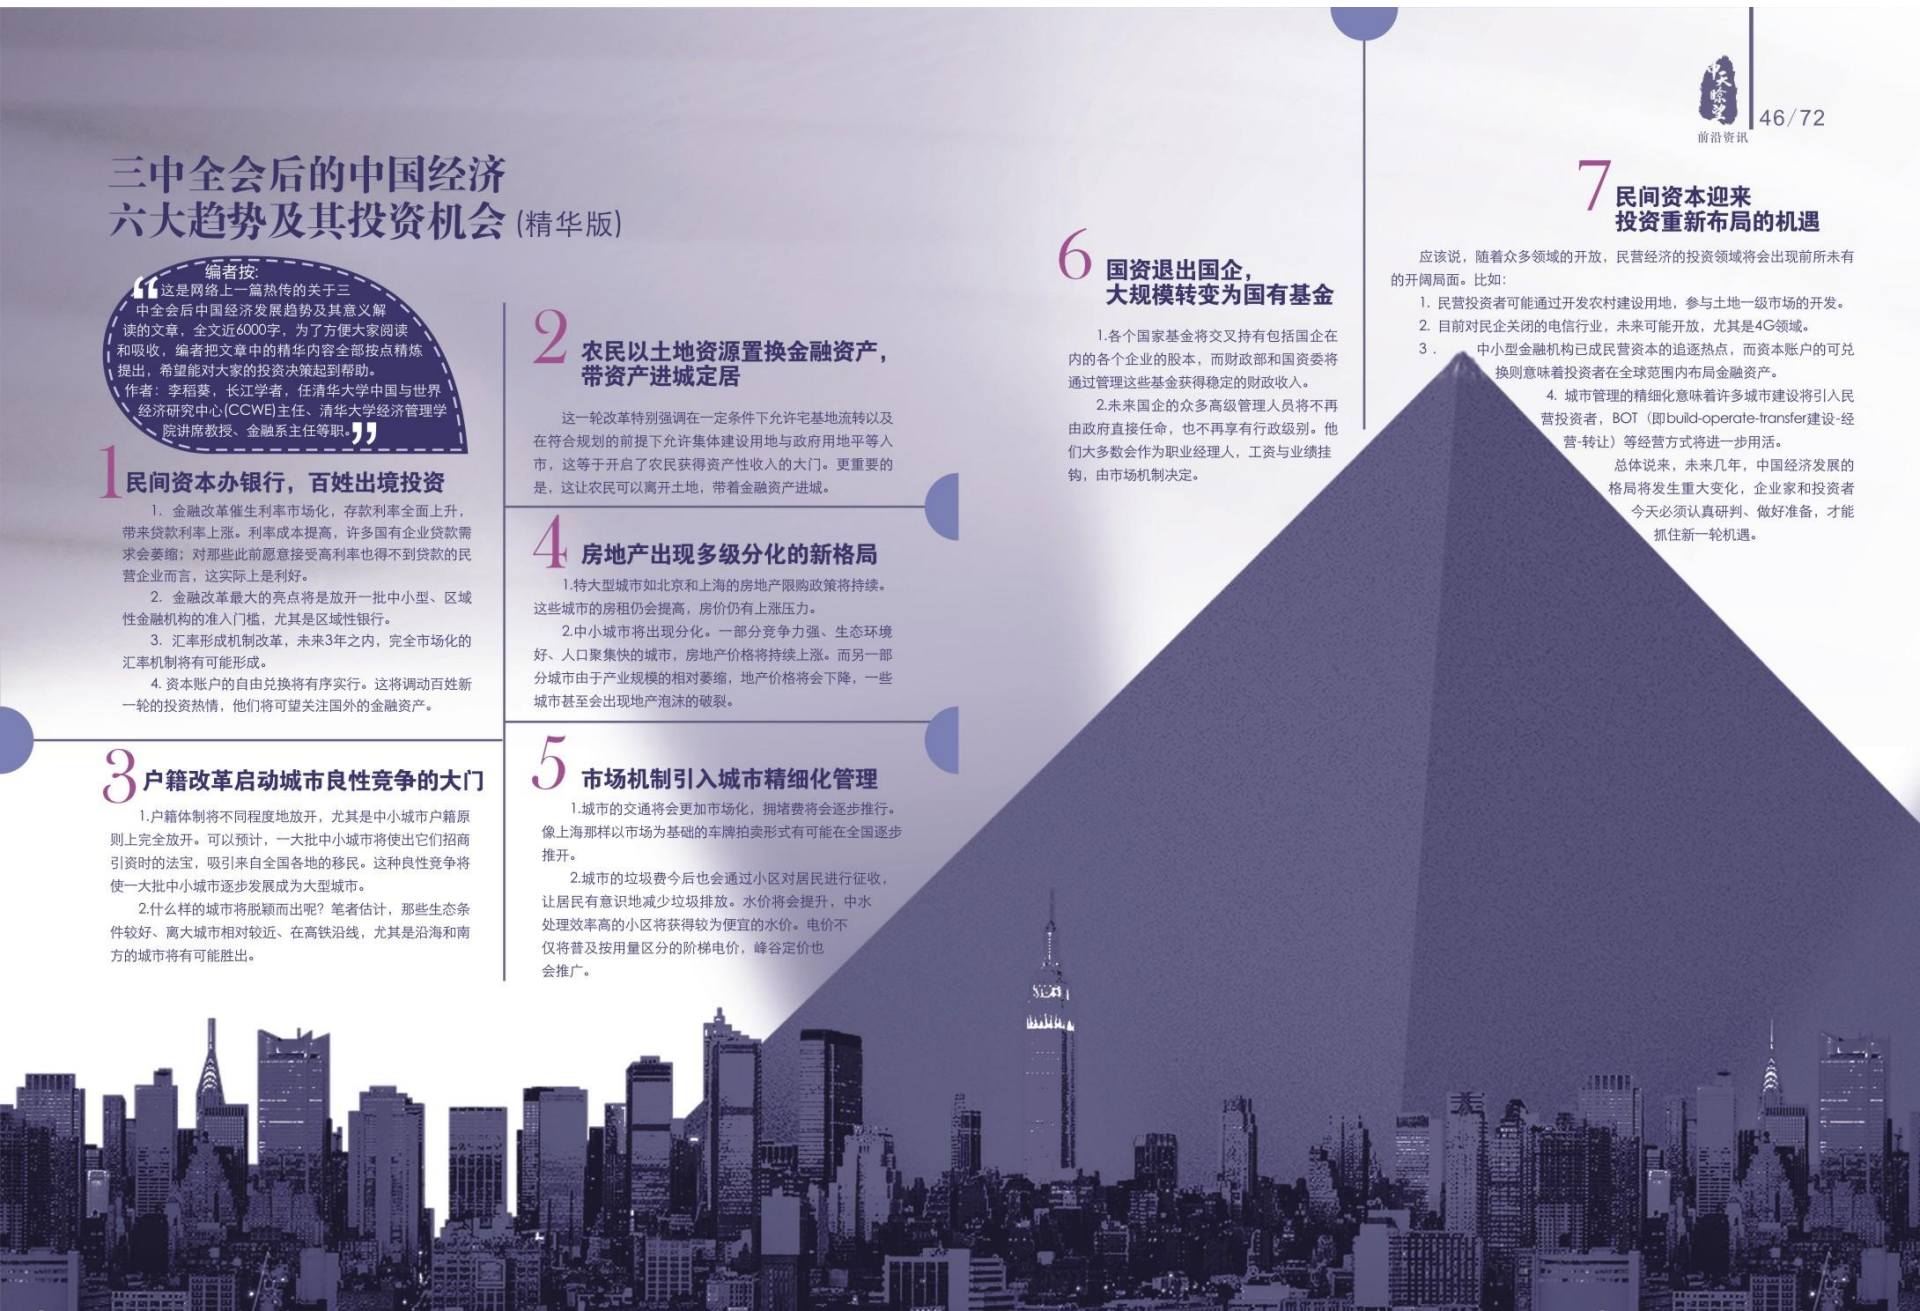 三中全会后的中国经济
六大趋势及其投资机会(精华版)
编者按:
“这是网络上一篇热传的关于三
中全会后中国经济发展趋势及其意义解
读的文章，全文近6000字，为了方便大家阅读
和吸收，编者把文章中的精华内容全部按点精炼
提出，希望能对大家的投资决策起到帮助。
作者：李稻葵，长江学者，任清华大学中国与世界
经济研究中心(CCWE)主任、清华大学经济管理学
院讲席教授、金融系主任等职。”
1
民间资本办银行，百姓出境投资
1. 金融改革催生利率市场化，存款利率全面上升，
带来贷款利率上涨。利率成本提高，许多国有企业贷款需
求会萎缩；对那些此前愿意接受高利率也得不到贷款的民
营企业而言，这实际上是利好。
2. 金融改革最大的亮点将是放开一批中小型、区域
性金融机构的准入门槛，尤其是区域性银行。
3. 汇率形成机制改革，未来3年之内，完全市场化的
汇率机制将有可能形成。
4. 资本账户的自由兑换将有序实行。这将调动百姓新
一轮的投资热情，他们将可望关注国外的金融资产。
2
农民以土地资源置换金融资产，
带资产进城定居
这一轮改革特别强调在一定条件下允许宅基地流转以及
在符合规划的前提下允许集体建设用地与政府用地平等入
市，这等于开启了农民获得资产性收入的大门。更重要的
是，这让农民可以离开土地，带着金融资产进城。
3
户籍改革启动城市良性竞争的大门
1.户籍体制将不同程度地放开，尤其是中小城市户籍原
则上完全放开。可以预计，一大批中小城市将使出它们招商
引资时的法宝，吸引来自全国各地的移民。这种良性竞争将
使一大批中小城市逐步发展成为大型城市。
2.什么样的城市将脱颖而出呢？笔者估计，那些生态条
件较好、离大城市相对较近、在高铁沿线，尤其是沿海和南
方的城市将有可能胜出。
4
房地产出现多级分化的新格局
1.特大型城市如北京和上海的房地产限购政策将持续。
这些城市的房租仍会提高，房价仍有上涨压力。
2.中小城市将出现分化。一部分竞争力强、生态环境
好、人口聚集快的城市，房地产价格将持续上涨。而另一部
分城市由于产业规模的相对萎缩，地产价格将会下降，一些
城市甚至会出现地产泡沫的破裂。
5
市场机制引入城市精细化管理
1.城市的交通将会更加市场化，拥堵费将会逐步推行。
像上海那样以市场为基础的车牌拍卖形式有可能在全国逐步
推开。
2.城市的垃圾费今后也会通过小区对居民进行征收，
让居民有意识地减少垃圾排放。水价将会提升，中水
处理效率高的小区将获得较为便宜的水价。电价不
仅将普及按用量区分的阶梯电价，峰谷定价也
会推广。
6
国资退出国企，
大规模转变为国有基金
1.各个国家基金将交叉持有包括国企在
内的各个企业的股本，而财政部和国资委将
通过管理这些基金获得稳定的财政收入。
2.未来国企的众多高级管理人员将不再
由政府直接任命，也不再享有行政级别。他
们大多数会作为职业经理人，工资与业绩挂
钩，由市场机制决定。
中天瞭望
前沿资讯
46/72
7
民间资本迎来
投资重新布局的机遇
应该说，随着众多领域的开放，民营经济的投资领域将会出现前所未有
的开阔局面。比如：
1. 民营投资者可能通过开发农村建设用地，参与土地一级市场的开发。
2. 目前对民企关闭的电信行业，未来可能开放，尤其是4G领域。
3. 中小型金融机构已成民营资本的追逐热点，而资本账户的可兑
换则意味着投资者在全球范围内布局金融资产。
4. 城市管理的精细化意味着许多城市建设将引入民
营投资者，BOT（即build-operate-transfer建设-经
营-转让）等经营方式将进一步用活。
总体说来，未来几年，中国经济发展的
格局将发生重大变化，企业家和投资者
今天必须认真研判、做好准备，才能
抓住新一轮机遇。